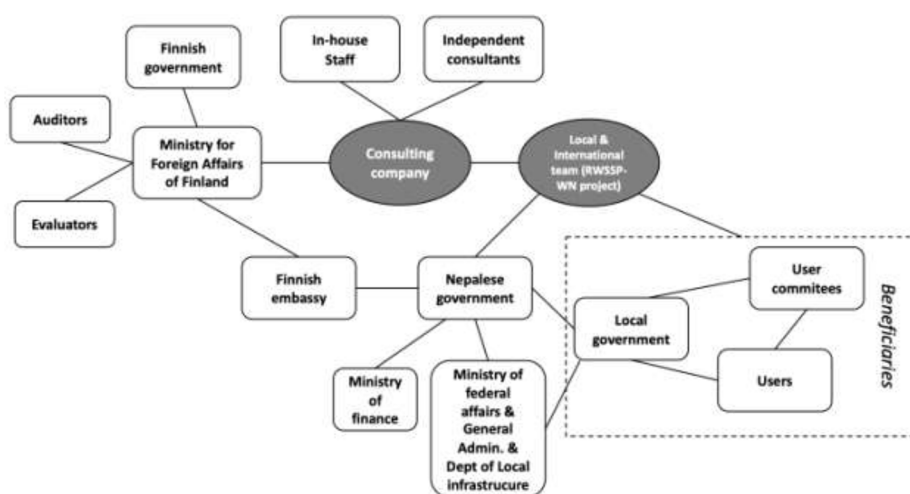 Finnish
government
In-house
Staff
Independent
consultants
Auditors
Ministry for
Foreign Affairs
of Finland
Consulting
company
Local &
International
team (RWSSP-
WN project)
Evaluators
Finnish
embassy
Nepalese
government
User
commitees
Local
government
Users
Beneficiaries
Ministry
of
finance
Ministry of
federal
affairs &
General
Admin. &
Dept of Local
infrastrucure